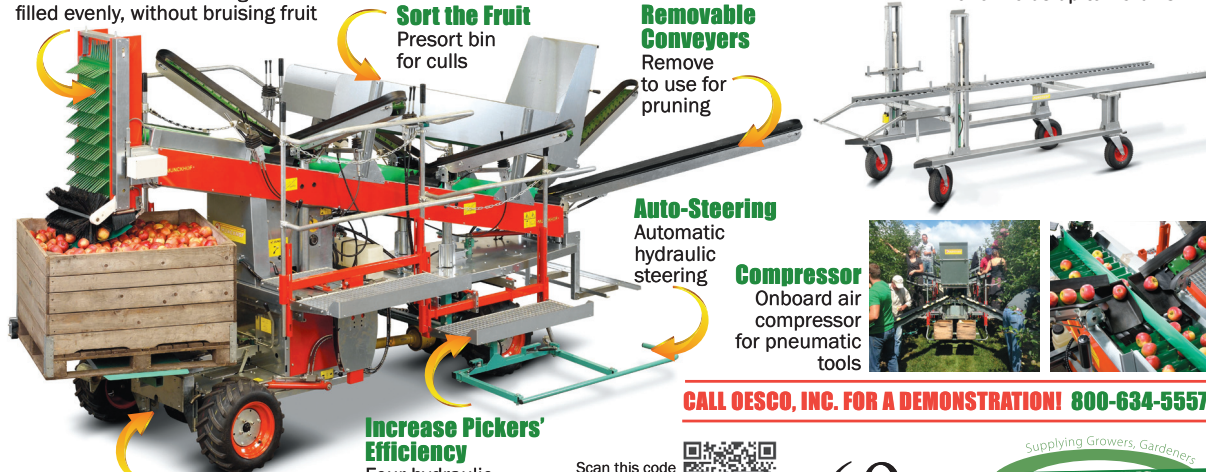 filled evenly, without bruising fruit
Sort the Fruit
Presort bin
for culls
Removable
Conveyers
Remove
to use for
pruning
Auto-Steering
Automatic
hydraulic
steering
Compressor
Onboard air
compressor
for pneumatic
tools
CALL OESCO, INC. FOR A DEMONSTRATION! 800-634-5557
Increase Pickers'
Efficiency
Four hydraulic
Scan this code
Supplying Growers, Gardeners